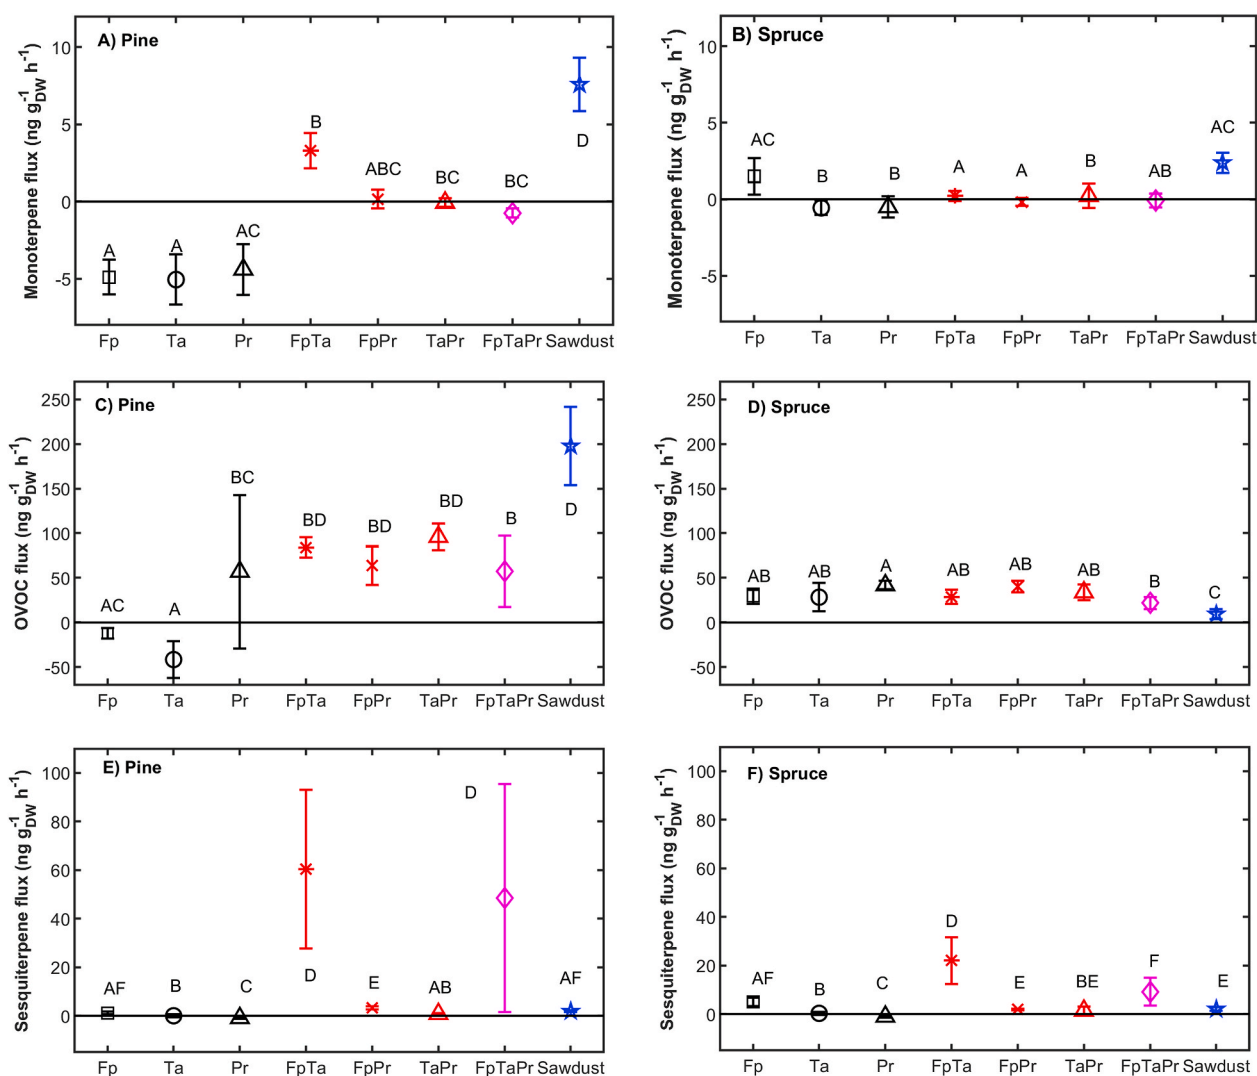 A) Pine
Monoterpene flux (ng g-1DW h-1)
10
5
0
-5
A
A
AC
B
ABC
BC
BC
D
Fp Ta Pr FpTa FpPr TaPr FpTaPr Sawdust
B) Spruce
Monoterpene flux (ng g-1DW h-1)
10
5
0
-5
AC
B
B
A
A
B
AB
AC
Fp Ta Pr FpTa FpPr TaPr FpTaPr Sawdust
C) Pine
OVOC flux (ng g-1DW h-1)
250
200
150
100
50
0
-50
AC
A
BC
BD
BD
BD
B
D
Fp Ta Pr FpTa FpPr TaPr FpTaPr Sawdust
D) Spruce
OVOC flux (ng g-1DW h-1)
250
200
150
100
50
0
-50
AB
AB
A
AB
AB
AB
B
C
Fp Ta Pr FpTa FpPr TaPr FpTaPr Sawdust
E) Pine
Sesquiterpene flux (ng g-1DW h-1)
100
80
60
40
20
0
AF
B
C
D
E
AB
D
AF
Fp Ta Pr FpTa FpPr TaPr FpTaPr Sawdust
F) Spruce
Sesquiterpene flux (ng g-1DW h-1)
100
80
60
40
20
0
AF
B
C
D
E
BE
F
E
Fp Ta Pr FpTa FpPr TaPr FpTaPr Sawdust